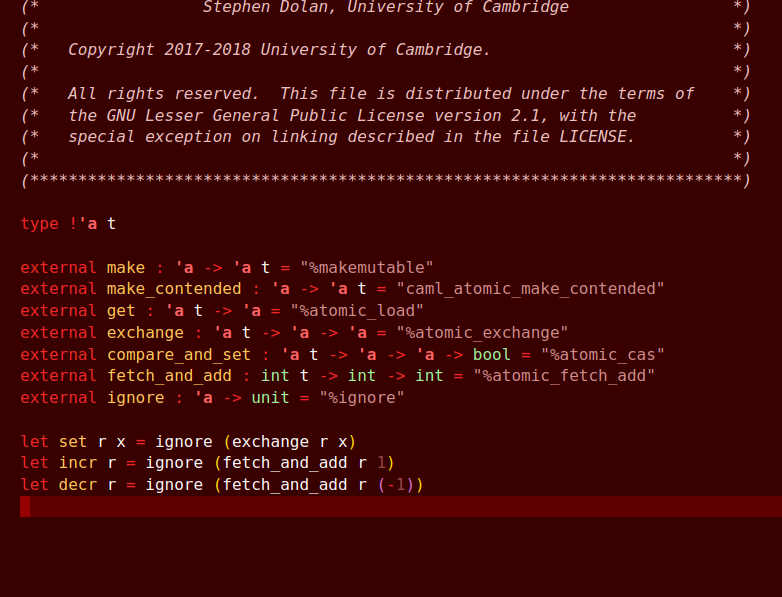 (*                 Stephen Dolan, University of Cambridge                 *)
(*                                                                        *)
(*   Copyright 2017-2018 University of Cambridge.                         *)
(*                                                                        *)
(*   All rights reserved.  This file is distributed under the terms of    *)
(*   the GNU Lesser General Public License version 2.1, with the          *)
(*   special exception on linking described in the file LICENSE.          *)
(*                                                                        *)
(**************************************************************************)

type !'a t

external make : 'a -> 'a t = "%makemutable"
external make_contended : 'a -> 'a t = "caml_atomic_make_contended"
external get : 'a t -> 'a = "%atomic_load"
external exchange : 'a t -> 'a -> 'a = "%atomic_exchange"
external compare_and_set : 'a t -> 'a -> 'a -> bool = "%atomic_cas"
external fetch_and_add : int t -> int -> int = "%atomic_fetch_add"
external ignore : 'a -> unit = "%ignore"

let set r x = ignore (exchange r x)
let incr r = ignore (fetch_and_add r 1)
let decr r = ignore (fetch_and_add r (-1))